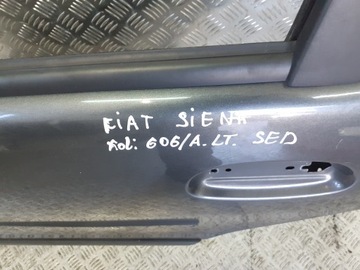 FIAT SIENA
Kol: 606/A. LT. SED